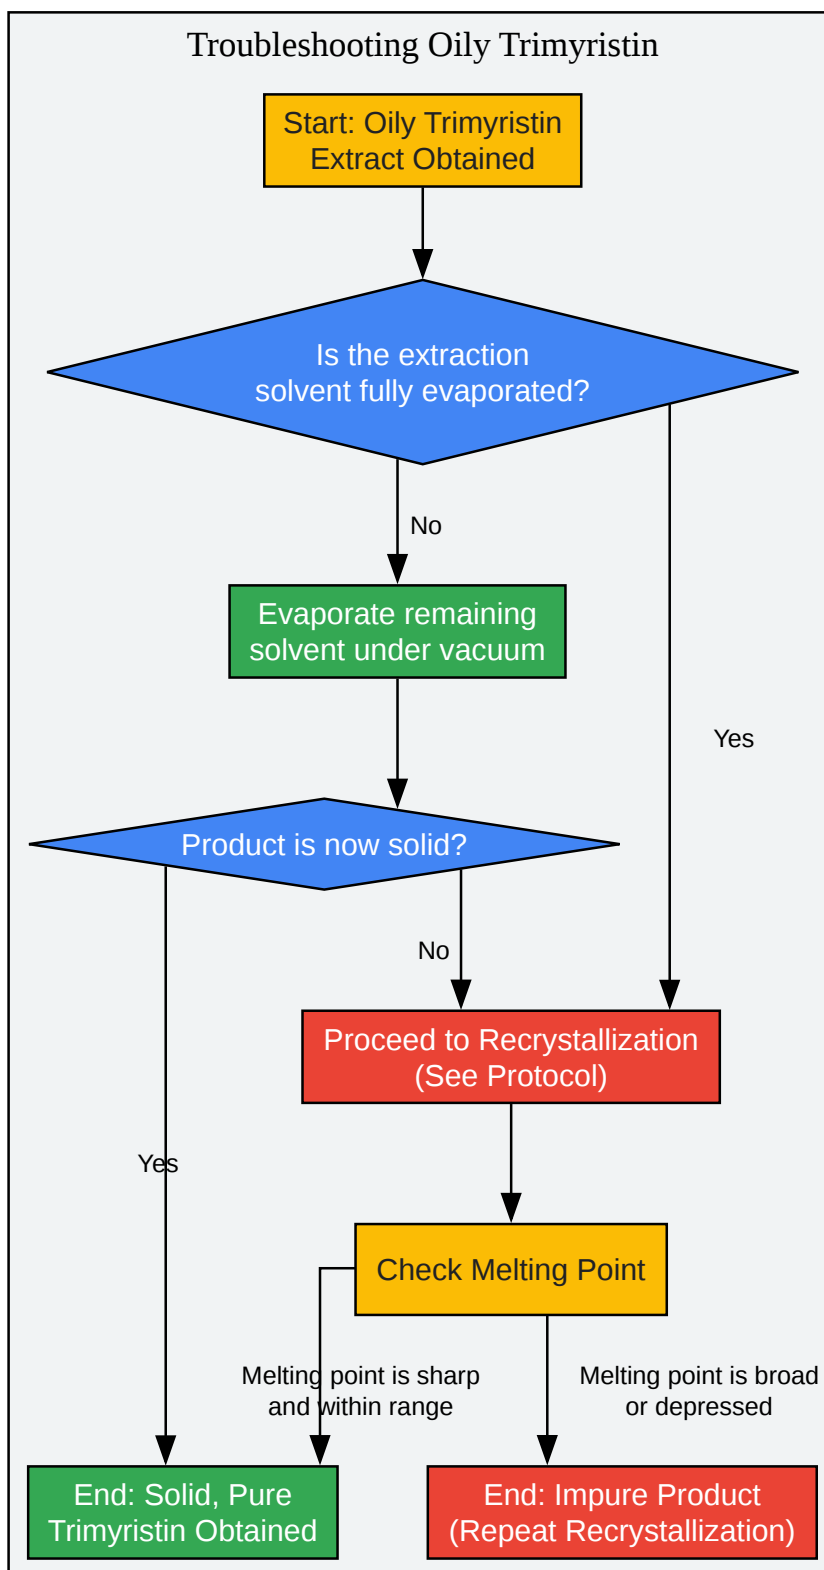 Troubleshooting Oily Trimyristin
Start: Oily Trimyristin
Extract Obtained
Is the extraction
solvent fully evaporated?
No
Evaporate remaining
solvent under vacuum
Yes
Product is now solid?
No
Proceed to Recrystallization
(See Protocol)
Yes
Check Melting Point
Melting point is sharp
and within range
Melting point is broad
or depressed
End: Solid, Pure
Trimyristin Obtained
End: Impure Product
(Repeat Recrystallization)